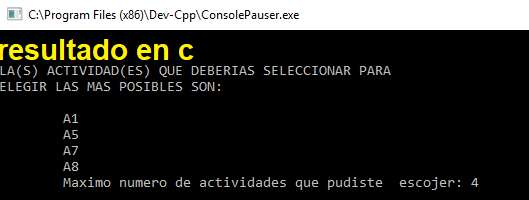 C:\Program Files (x86)\Dev-Cpp\ConsolePauser.exe
resultado en c
LA(S) ACTIVIDAD(ES) QUE DEBERIAS SELECCIONAR PARA
ELEGIR LAS MAS POSIBLES SON:
A1
A5
A7
A8
Maximo numero de actividades que pudiste  escojer: 4